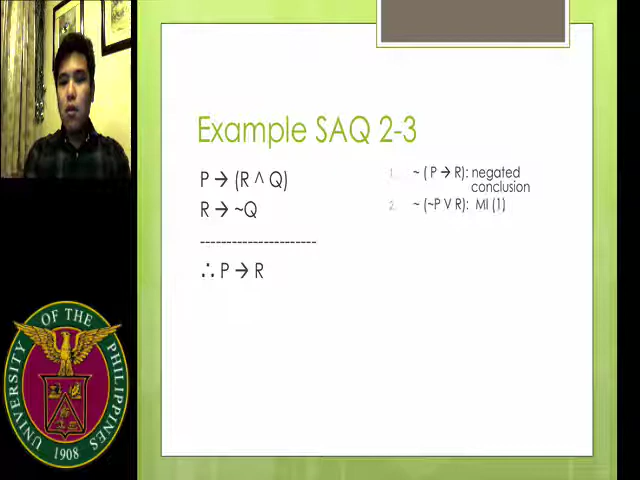 Example SAQ 2-3
P → (R ^ Q)
R → ~Q
----------------------
∴ P → R
1. ~ ( P → R): negated
conclusion
2. ~ (~P V R): MI (1)
UNIVERSITY OF THE PHILIPPINES
1908